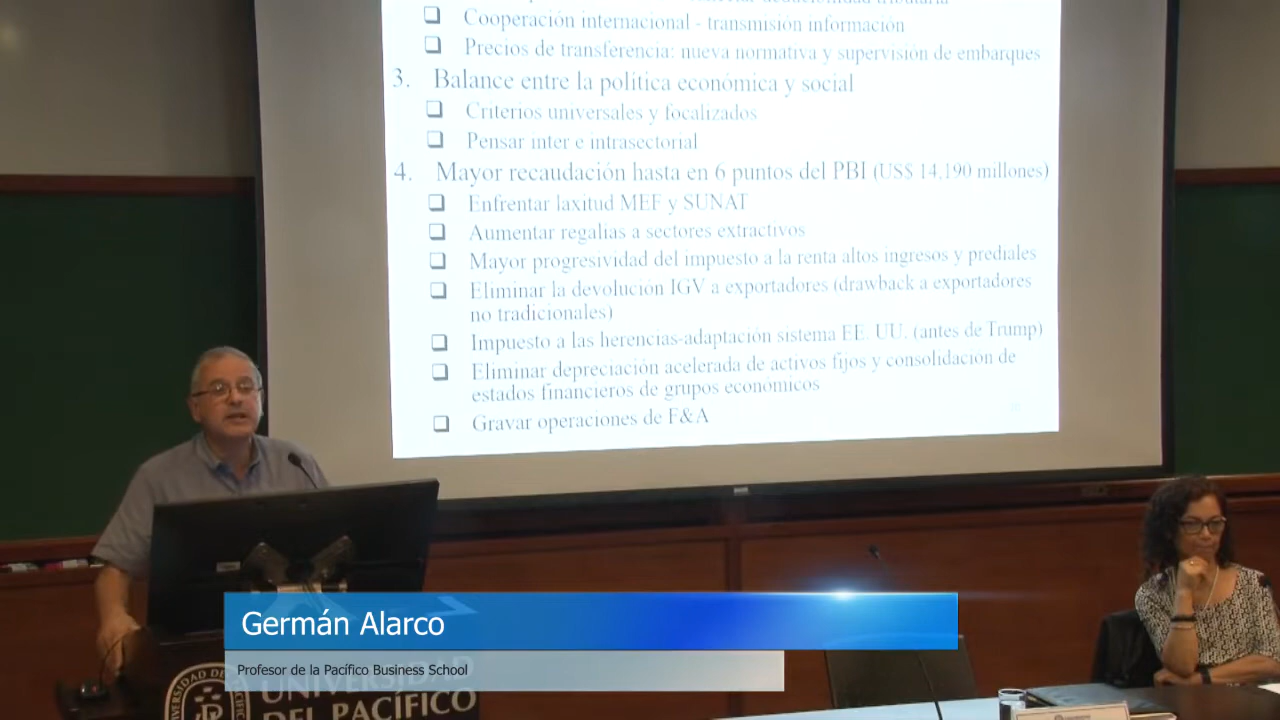 ❑ Cooperación internacional - transmisión información
❑ Precios de transferencia: nueva normativa y supervisión de embarques
3. Balance entre la política económica y social
❑ Criterios universales y focalizados
❑ Pensar inter e intrasectorial
4. Mayor recaudación hasta en 6 puntos del PBI (US$ 14,190 millones)
❑ Enfrentar laxitud MEF y SUNAT
❑ Aumentar regalías a sectores extractivos
❑ Mayor progresividad del impuesto a la renta altos ingresos y prediales
❑ Eliminar la devolución IGV a exportadores (drawback a exportadores
no tradicionales)
❑ Impuesto a las herencias-adaptación sistema EE. UU. (antes de Trump)
❑ Eliminar depreciación acelerada de activos fijos y consolidación de
estados financieros de grupos económicos
❑ Gravar operaciones de F&A
Germán Alarco
Profesor de la Pacífico Business School
DEL PACÍFICO